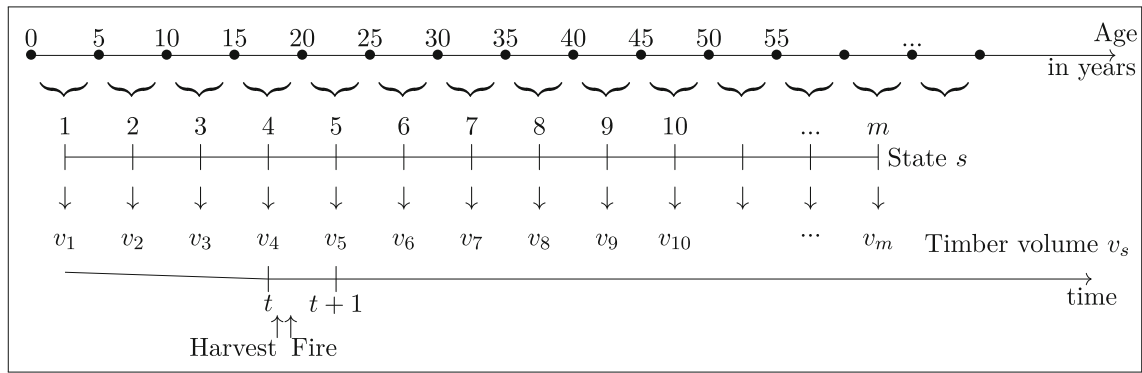 0 5 10 15 20 25 30 35 40 45 50 55 ... Age
in years
1 2 3 4 5 6 7 8 9 10 ... m
State s
v₁ v₂ v₃ v₄ v₅ v₆ v₇ v₈ v₉ v₁₀ ... vₘ Timber volume vₛ
t t + 1 time
Harvest Fire